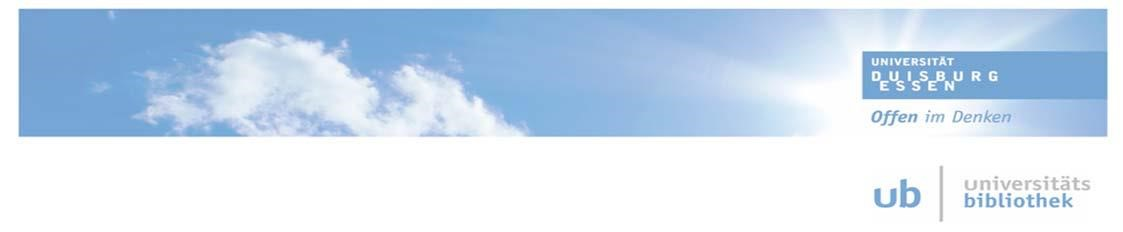 UNIVERSITÄT
DUISBURG
ESSEN
Offen im Denken
ub
universitäts
bibliothek